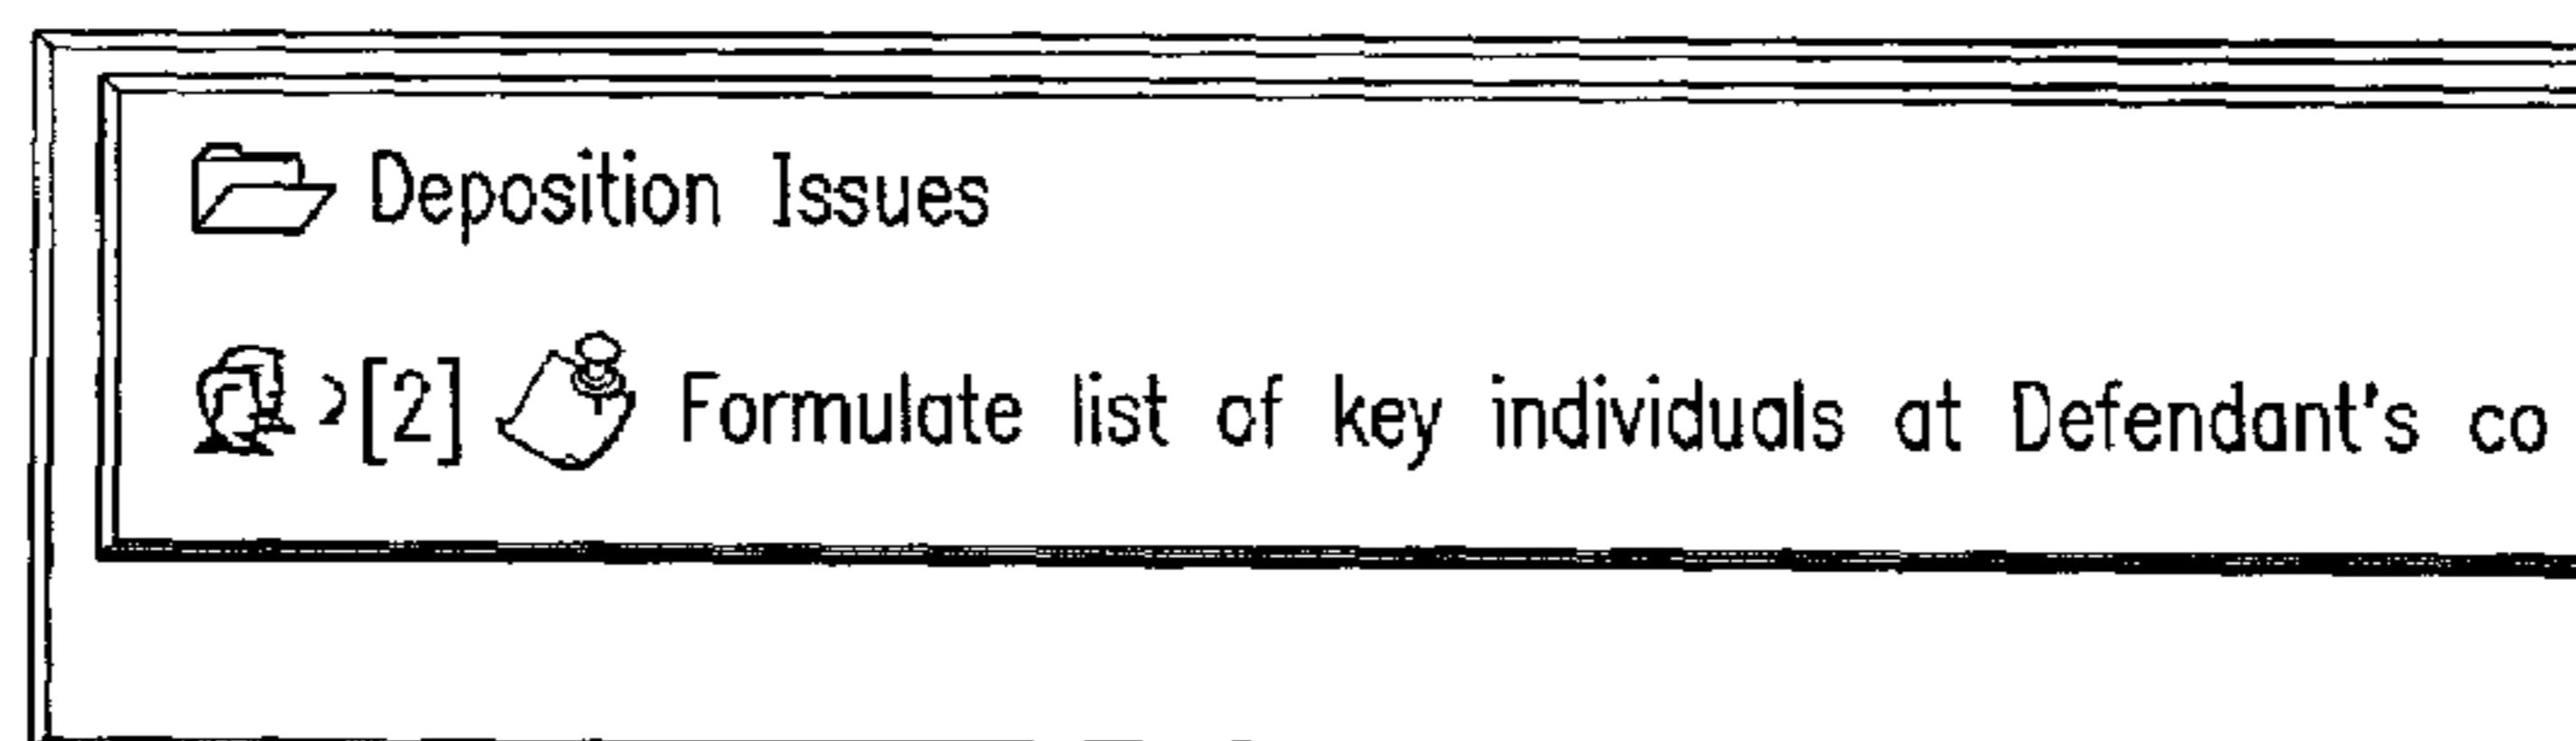 Deposition Issues
[2] Formulate list of key individuals at Defendant's co